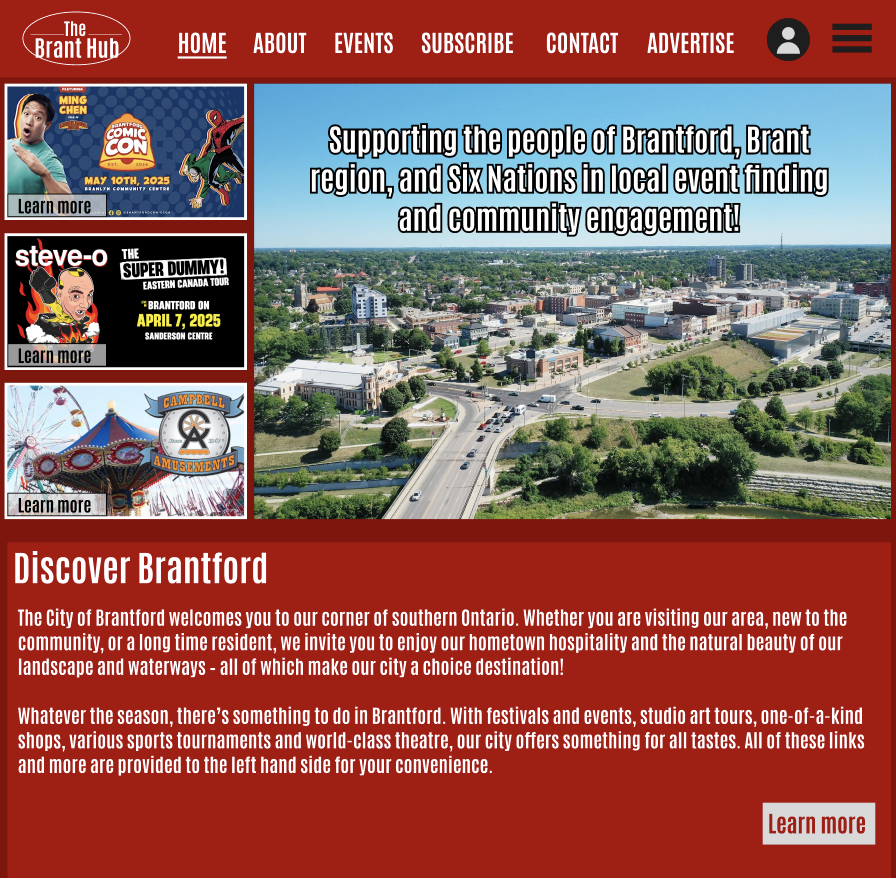 The
Brant Hub
HOME
ABOUT
EVENTS
SUBSCRIBE
CONTACT
ADVERTISE
FEATURING
MING
CHEN
BRANTFORD
COMIC
CON
EST. 2024
MAY 10TH, 2025
BRANLYN COMMUNITY CENTRE
Learn more
steve-o
THE
SUPER DUMMY!
EASTERN CANADA TOUR
BRANTFORD ON
APRIL 7, 2025
SANDERSON CENTRE
Learn more
CAMPBELL
AMUSEMENTS
Learn more
Supporting the people of Brantford, Brant
region, and Six Nations in local event finding
and community engagement!
Discover Brantford
The City of Brantford welcomes you to our corner of southern Ontario. Whether you are visiting our area, new to the
community, or a long time resident, we invite you to enjoy our hometown hospitality and the natural beauty of our
landscape and waterways - all of which make our city a choice destination!
Whatever the season, there's something to do in Brantford. With festivals and events, studio art tours, one-of-a-kind
shops, various sports tournaments and world-class theatre, our city offers something for all tastes. All of these links
and more are provided to the left hand side for your convenience.
Learn more